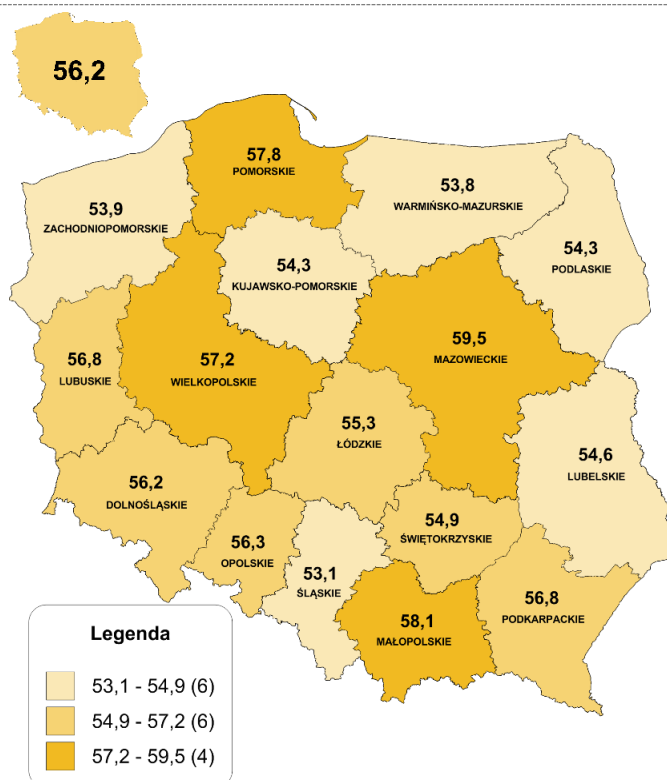 56,2
57,8
POMORSKIE
53,8
WARMIŃSKO-MAZURSKIE
53,9
ZACHODNIOPOMORSKIE
54,3
PODLASKIE
54,3
KUJAWSKO-POMORSKIE
59,5
MAZOWIECKIE
56,8
LUBUSKIE
57,2
WIELKOPOLSKIE
55,3
ŁÓDZKIE
54,6
LUBELSKIE
56,2
DOLNOŚLĄSKIE
54,9
ŚWIĘTOKRZYSKIE
56,3
OPOLSKIE
53,1
ŚLĄSKIE
56,8
PODKARPACKIE
58,1
MAŁOPOLSKIE
Legenda
53,1 - 54,9 (6)
54,9 - 57,2 (6)
57,2 - 59,5 (4)